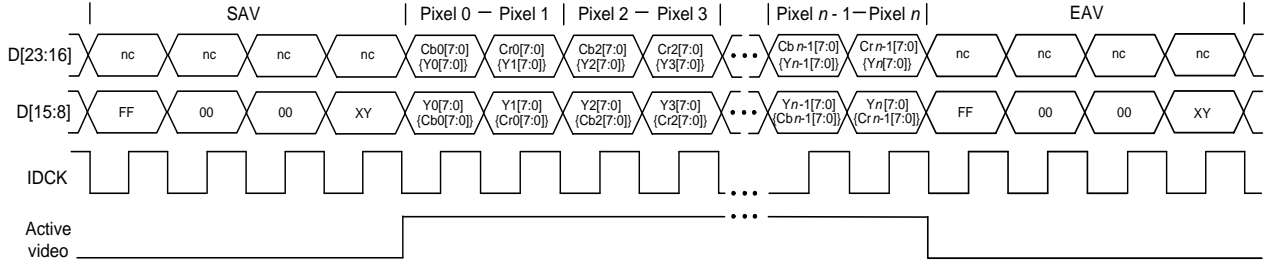 SAV Pixel 0 — Pixel 1 Pixel 2 — Pixel 3 Pixel n - 1 — Pixel n EAV
D[23:16] nc nc nc nc Cb0[7:0] Cr0[7:0] Cb2[7:0] Cr2[7:0] ••• Cb n-1[7:0] Cr n-1[7:0] nc nc nc nc
{Y0[7:0]} {Y1[7:0]} {Y2[7:0]} {Y3[7:0]} {Yn-1[7:0]} {Yn[7:0]}
D[15:8] FF 00 00 XY Y0[7:0] Y1[7:0] Y2[7:0] Y3[7:0] ••• Yn-1[7:0] Yn[7:0] FF 00 00 XY
{Cb0[7:0]} {Cr0[7:0]} {Cb2[7:0]} {Cr2[7:0]} {Cbn-1[7:0]} {Crn-1[7:0]}
IDCK •••
Active •••
video